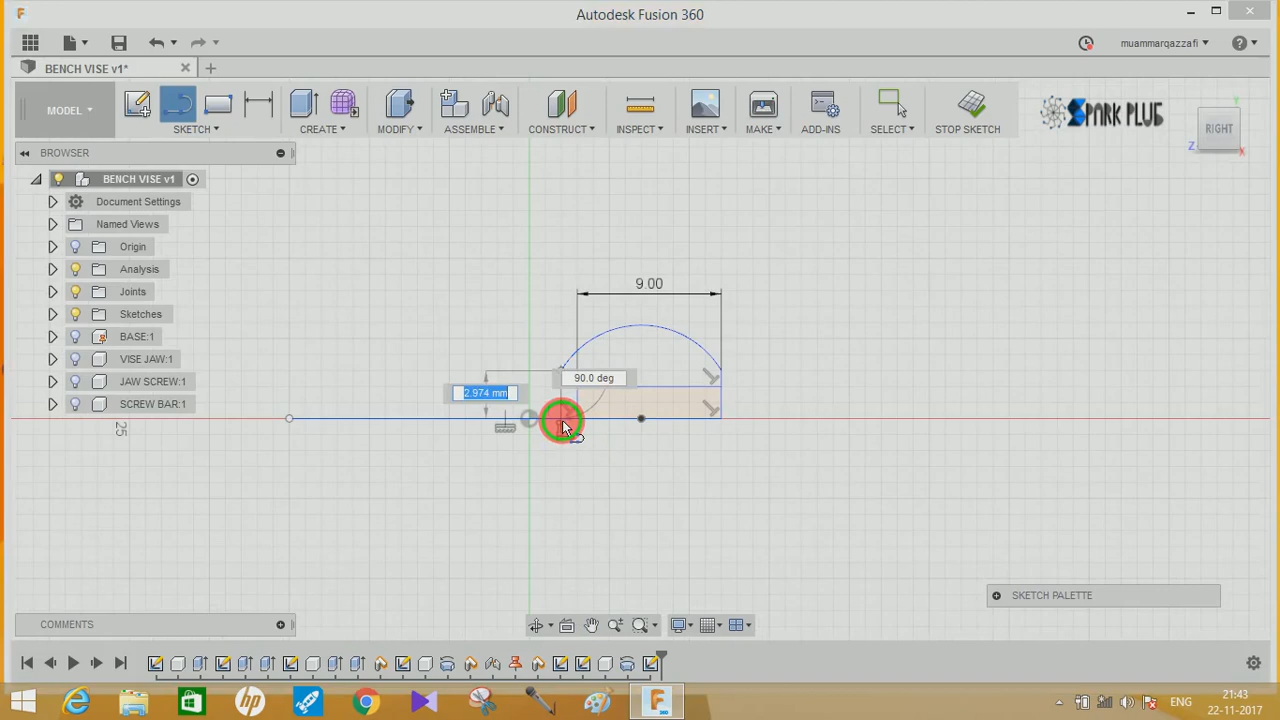 Autodesk Fusion 360
muammarqazzafi
BENCH VISE v1*
MODEL
SKETCH
CREATE
MODIFY
ASSEMBLE
CONSTRUCT
INSPECT
INSERT
MAKE
ADD-INS
SELECT
STOP SKETCH
SPARK PLUG
BROWSER
BENCH VISE v1
Document Settings
Named Views
Origin
Analysis
Joints
Sketches
BASE:1
VISE JAW:1
JAW SCREW:1
SCREW BAR:1
RIGHT
Y
Z
X
9.00
90.0 deg
2.974 mm
25
SKETCH PALETTE
COMMENTS
ENG
21:43
22-11-2017